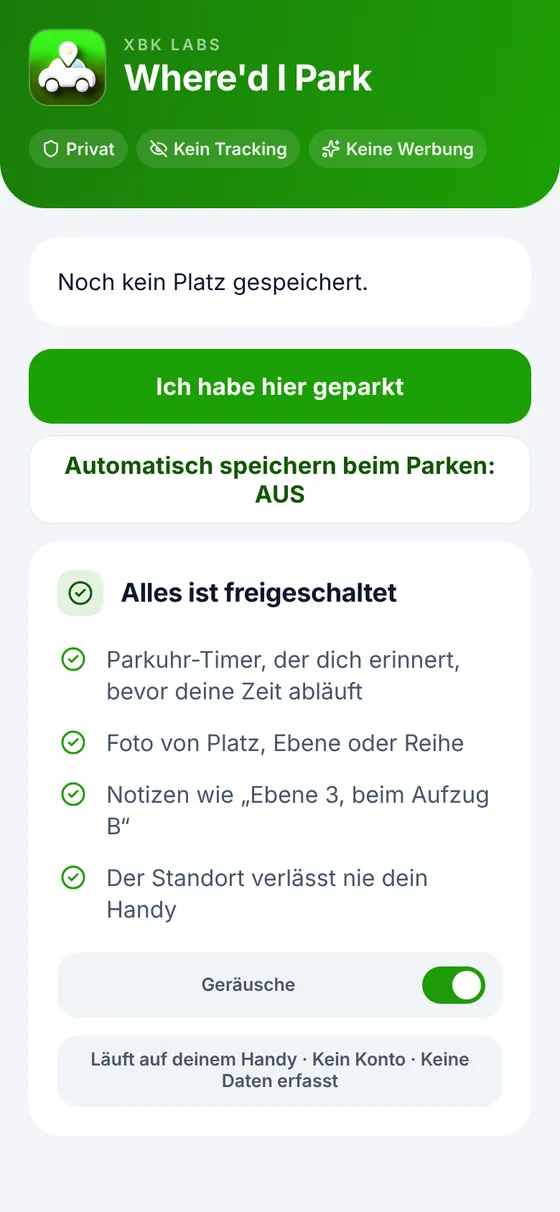 XBK LABS
Where'd I Park
Privat
Kein Tracking
Keine Werbung
Noch kein Platz gespeichert.
Ich habe hier geparkt
Automatisch speichern beim Parken:
AUS
Alles ist freigeschaltet
Parkuhr-Timer, der dich erinnert,
bevor deine Zeit abläuft
Foto von Platz, Ebene oder Reihe
Notizen wie „Ebene 3, beim Aufzug
B“
Der Standort verlässt nie dein
Handy
Geräusche
Läuft auf deinem Handy · Kein Konto · Keine
Daten erfasst